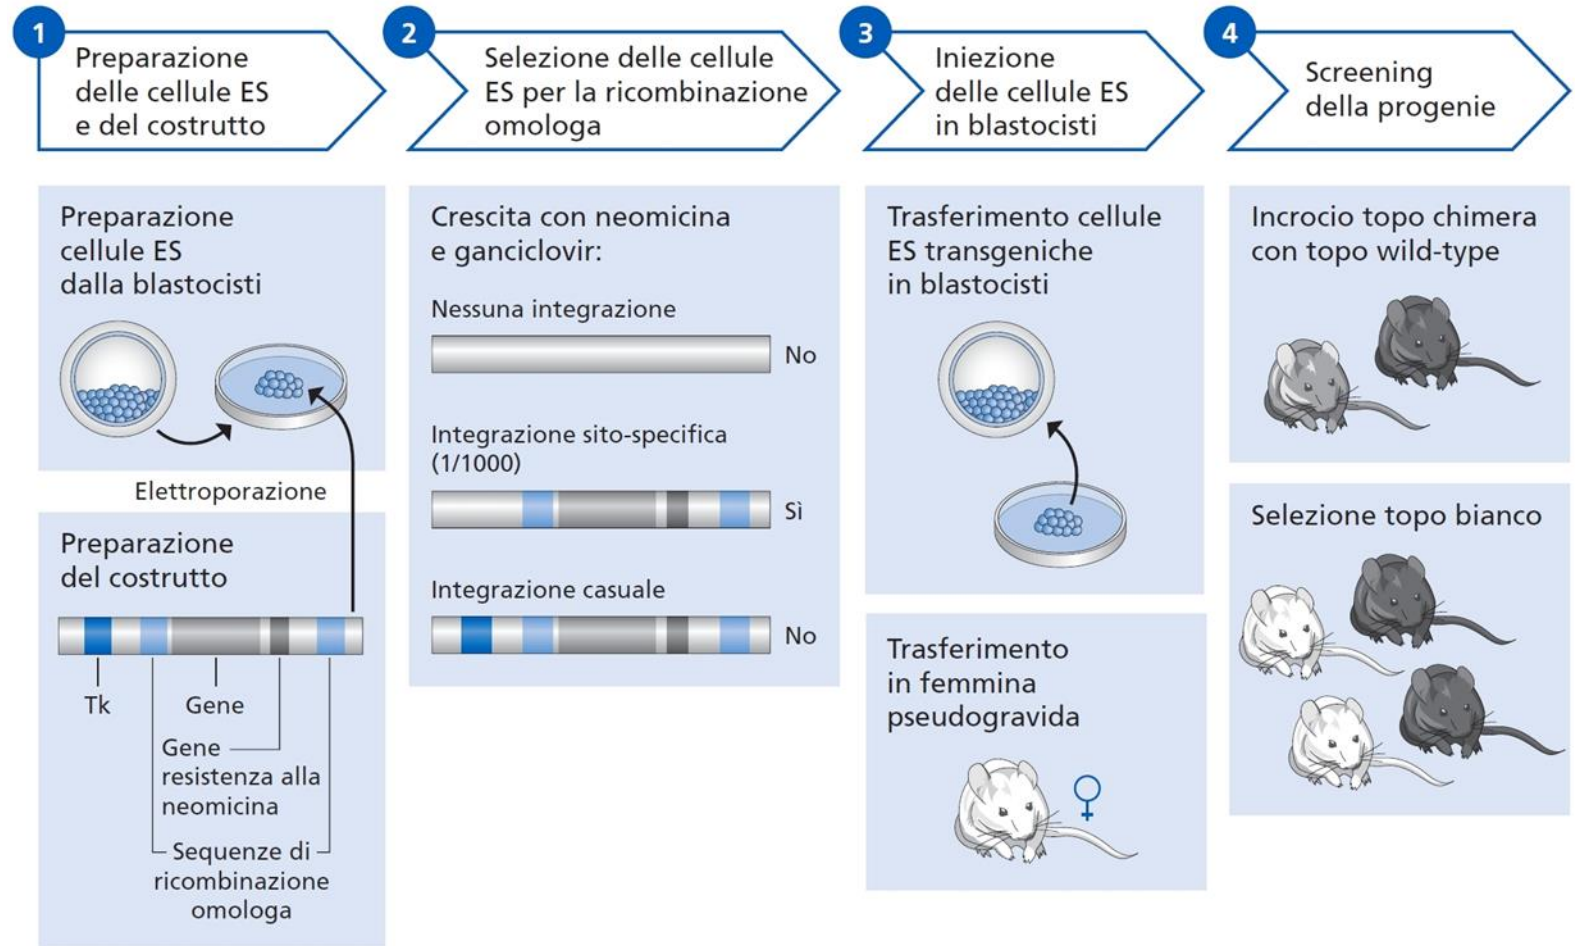 1
Preparazione
delle cellule ES
e del costrutto
2
Selezione delle cellule
ES per la ricombinazione
omologa
3
Iniezione
delle cellule ES
in blastocisti
4
Screening
della progenie
Preparazione
cellule ES
dalla blastocisti
Elettroporazione
Preparazione
del costrutto
Tk
Gene
Gene
resistenza alla
neomicina
Sequenze di
ricombinazione
omologa
Crescita con neomicina
e ganciclovir:
Nessuna integrazione
No
Integrazione sito-specifica
(1/1000)
Sì
Integrazione casuale
No
Trasferimento cellule
ES transgeniche
in blastocisti
Trasferimento
in femmina
pseudogravida
♀
Incrocio topo chimera
con topo wild-type
Selezione topo bianco